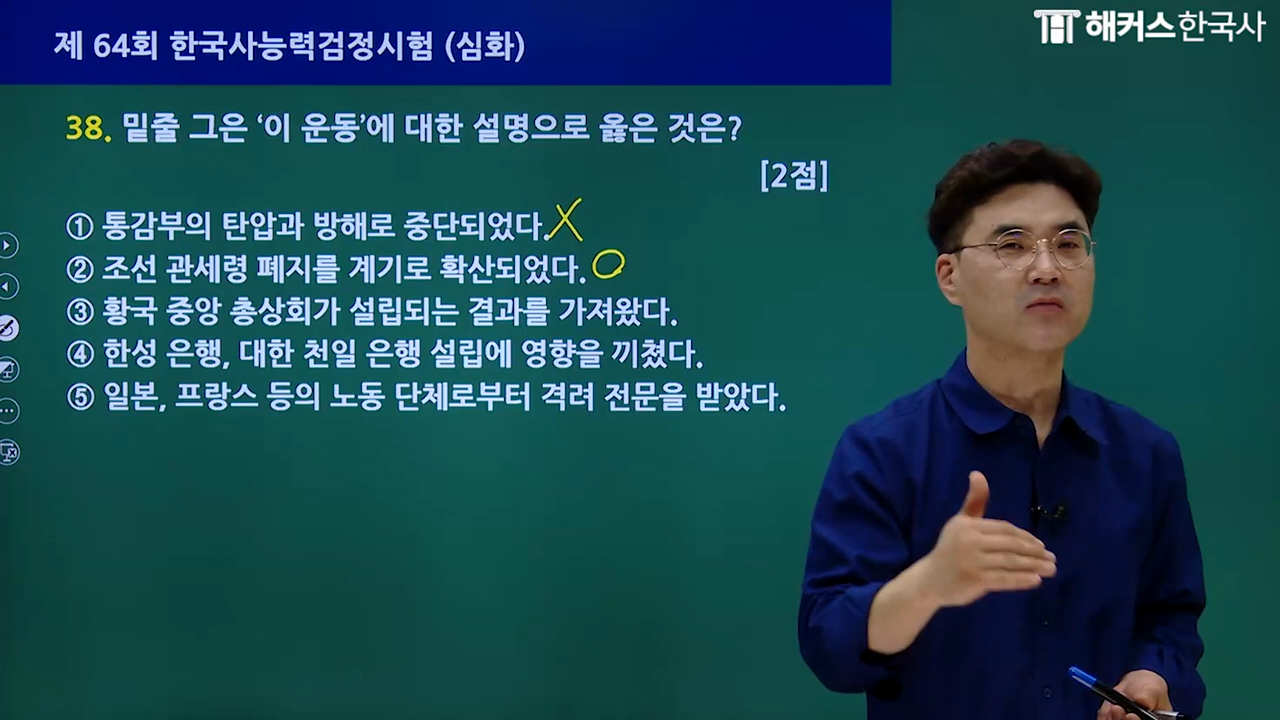 제 64회 한국사능력검정시험 (심화)
해커스한국사
38. 밑줄 그은 ‘이 운동’에 대한 설명으로 옳은 것은?
[2점]
① 통감부의 탄압과 방해로 중단되었다. X
② 조선 관세령 폐지를 계기로 확산되었다. O
③ 황국 중앙 총상회가 설립되는 결과를 가져왔다.
④ 한성 은행, 대한 천일 은행 설립에 영향을 끼쳤다.
⑤ 일본, 프랑스 등의 노동 단체로부터 격려 전문을 받았다.